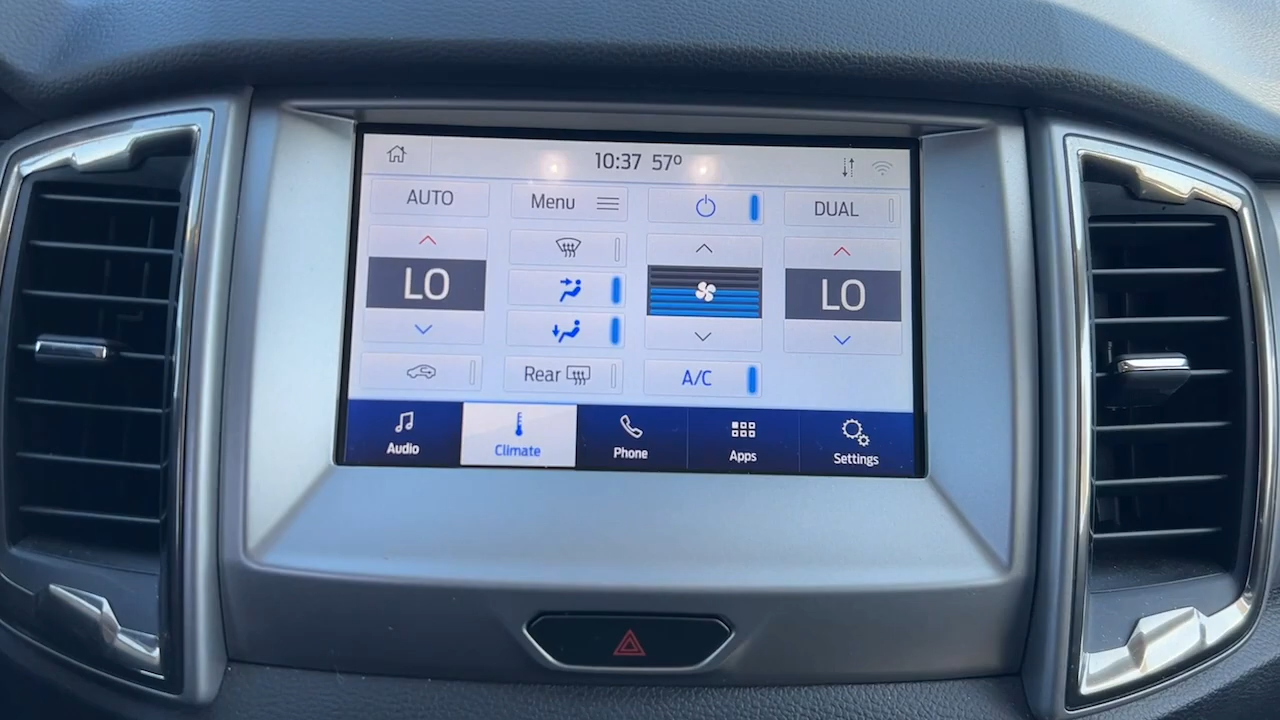 10:37 57º
AUTO
Menu
DUAL
LO
LO
Rear
A/C
Audio
Climate
Phone
Apps
Settings